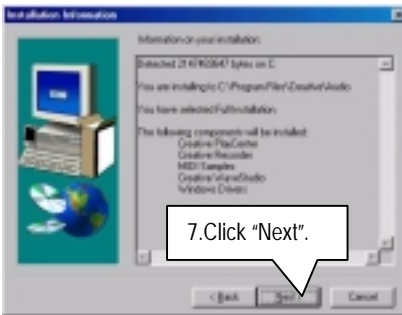 Installation Information
Information on your installation:
Detected 2147483647 bytes on C:
You are installing to C:\Program Files\Creative\Audio
You have selected Full Installation.
The following components will be installed:
Creative PlayCenter
Creative Recorder
MIDI Samples
Creative WaveStudio
Windows Drivers
7.Click “Next”.
< Back
Next >
Cancel